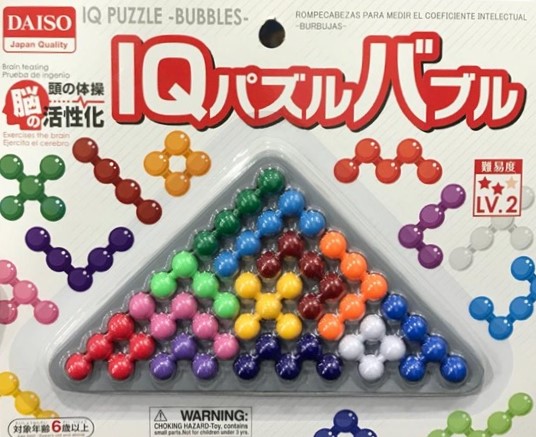 DAISO
Japan Quality
IQ PUZZLE -BUBBLES-
ROMPECABEZAS PARA MEDIR EL COEFICIENTE INTELECTUAL
-BURBUJAS-
Brain teasing
Prueba de ingenio
頭の体操
脳の活性化
Exercises the brain
Ejercita el cerebro
IQパズルバブル
難易度
LV.2
対象年齢6歳以上
WARNING:
CHOKING HAZARD-Toy, contains
small parts. Not for children under 3 yrs.